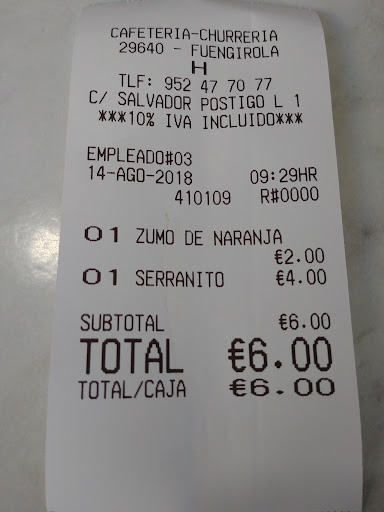 CAFETERIA-CHURRERIA
29640 - FUENGIROLA
H
TLF: 952 47 70 77
C/ SALVADOR POSTIGO L 1
***10% IVA INCLUIDO***
EMPLEADO#03
14-AGO-2018 09:29HR
410109 R#0000
01 ZUMO DE NARANJA
€2.00
01 SERRANITO €4.00
SUBTOTAL €6.00
TOTAL €6.00
TOTAL/CAJA €6.00